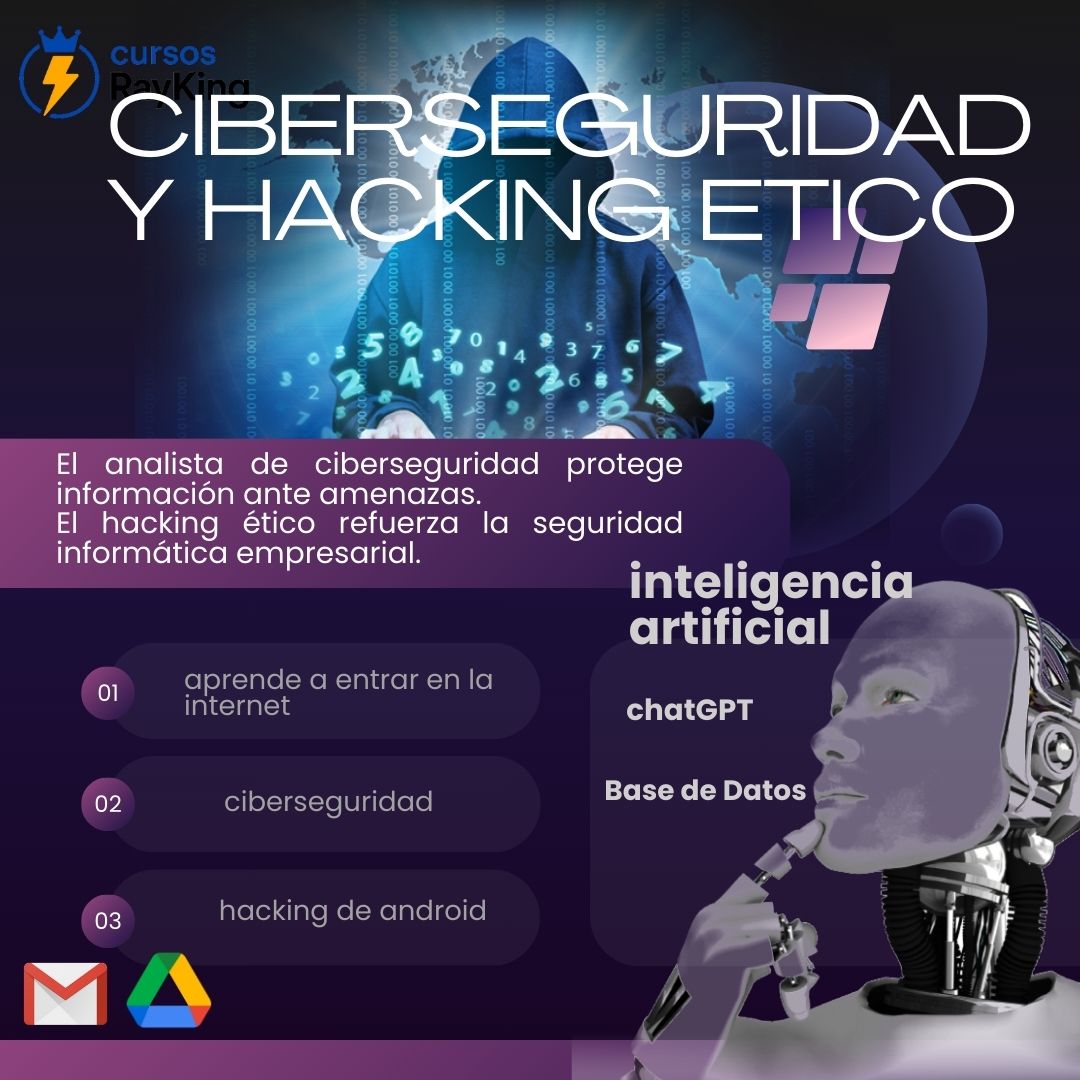 cursos
RayKing
CIBERSEGURIDAD
Y HACKING ETICO
El analista de ciberseguridad protege
información ante amenazas.
El hacking ético refuerza la seguridad
informática empresarial.
inteligencia
artificial
01
aprende a entrar en la
internet
02
ciberseguridad
03
hacking de android
chatGPT
Base de Datos